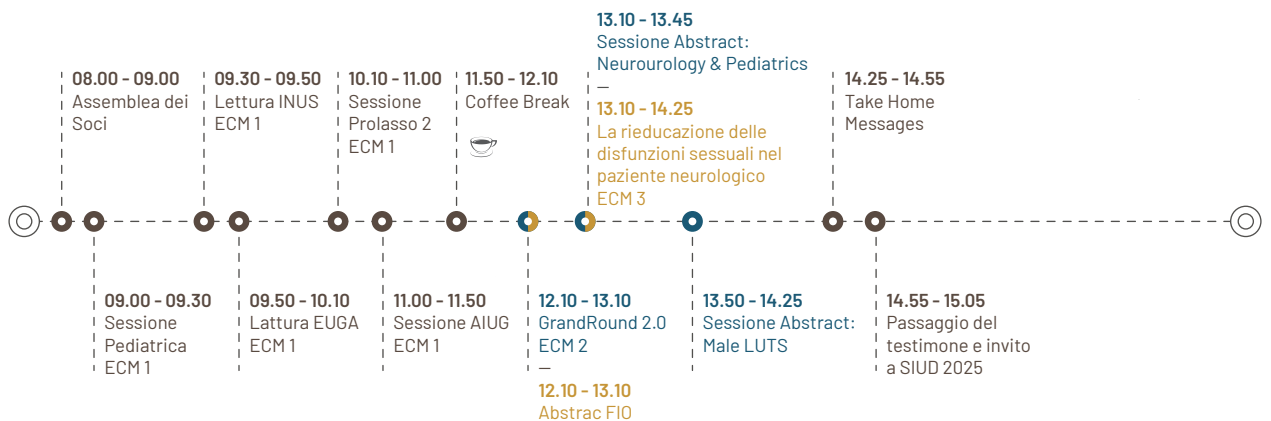 08.00 - 09.00
Assemblea dei
Soci
09.00 - 09.30
Sessione
Pediatrica
ECM 1
09.30 - 09.50
Lettura INUS
ECM 1
09.50 - 10.10
Lattura EUGA
ECM 1
10.10 - 11.00
Sessione
Prolasso 2
ECM 1
11.00 - 11.50
Sessione AIUG
ECM 1
11.50 - 12.10
Coffee Break
12.10 - 13.10
GrandRound 2.0
ECM 2
—
12.10 - 13.10
Abstrac FIO
13.10 - 13.45
Sessione Abstract:
Neurourology & Pediatrics
—
13.10 - 14.25
La rieducazione delle
disfunzioni sessuali nel
paziente neurologico
ECM 3
13.50 - 14.25
Sessione Abstract:
Male LUTS
14.25 - 14.55
Take Home
Messages
14.55 - 15.05
Passaggio del
testimone e invito
a SIUD 2025